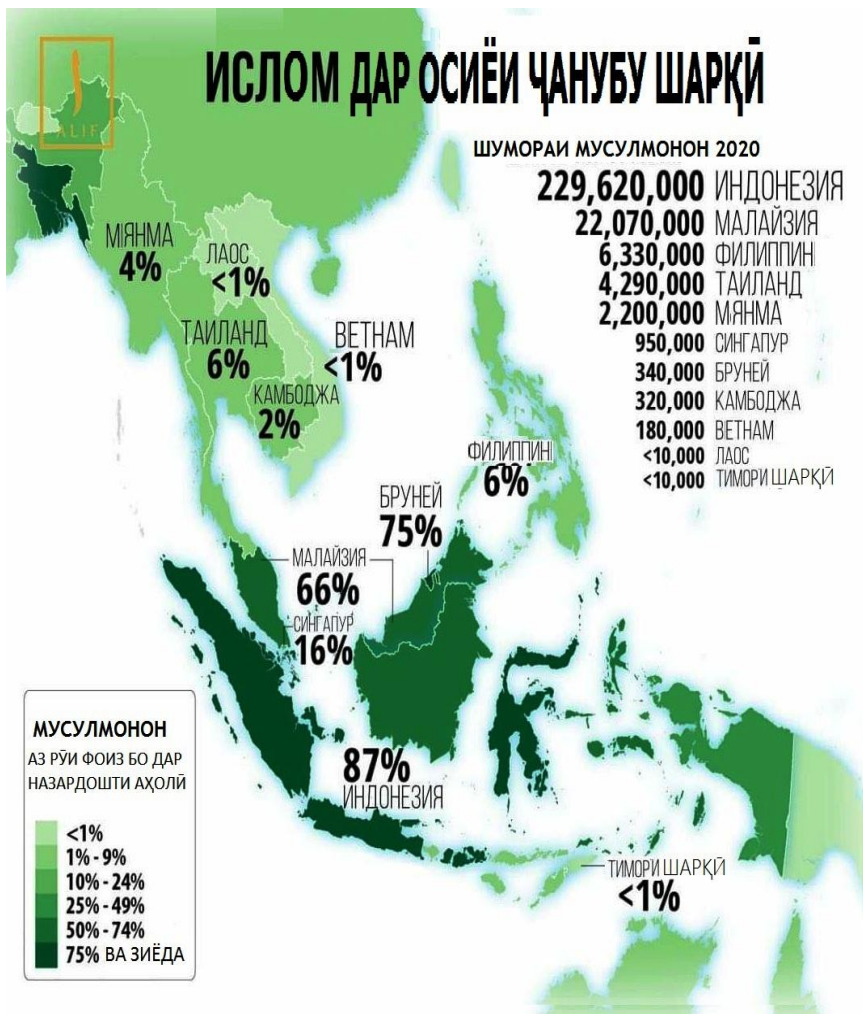 ALIF
ИСЛОМ ДАР ОСИЁИ ҶАНУБУ ШАРҚӢ
ШУМОРАИ МУСУЛМОНОН 2020
229,620,000 ИНДОНЕЗИЯ
22,070,000 МАЛАЙЗИЯ
6,330,000 ФИЛИППИН
4,290,000 ТАИЛАНД
2,200,000 МЯНМА
950,000 СИНГАПУР
340,000 БРУНЕЙ
320,000 КАМБОДЖА
180,000 ВЕТНАМ
<10,000 ЛАОС
<10,000 ТИМОРИ ШАРҚӢ
МЯНМА
4%
ЛАОС
<1%
ТАИЛАНД
6%
ВЕТНАМ
<1%
КАМБОДЖА
2%
ФИЛИППИН
6%
БРУНЕЙ
75%
МАЛАЙЗИЯ
66%
СИНГАПУР
16%
87%
ИНДОНЕЗИЯ
ТИМОРИ ШАРҚӢ
<1%
МУСУЛМОНОН
АЗ РӮИ ФОИЗ БО ДАР
НАЗАРДОШТИ АҲОЛӢ
<1%
1% - 9%
10% - 24%
25% - 49%
50% - 74%
75% ВА ЗИЁДА